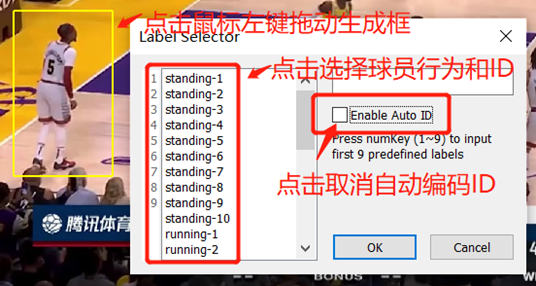 点击鼠标左键拖动生成框
Label Selector
点击选择球员行为和ID
1 standing-1
2 standing-2
3 standing-3
4 standing-4
5 standing-5
6 standing-6
7 standing-7
8 standing-8
9 standing-9
standing-10
running-1
running-2
Enable Auto ID
Press numKey (1~9) to input
first 9 predefined labels
点击取消自动编码ID
OK
Cancel
5
腾讯体育
BONUS
4